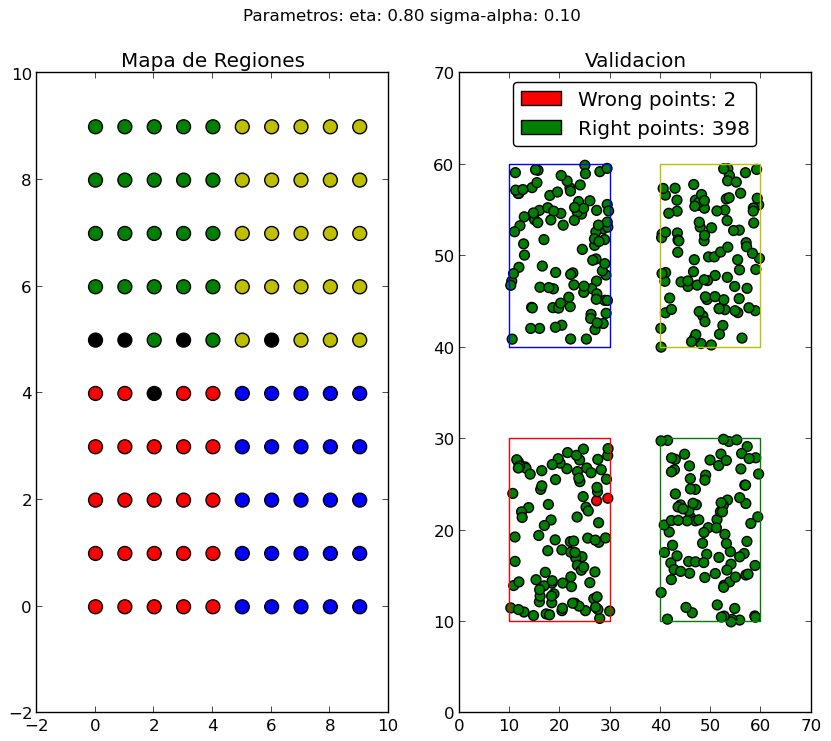 Parametros: eta: 0.80 sigma-alpha: 0.10
Mapa de Regiones
10
8
6
4
2
0
−2
−2 0 2 4 6 8 10
Validacion
Wrong points: 2
Right points: 398
70
60
50
40
30
20
10
0
0 10 20 30 40 50 60 70